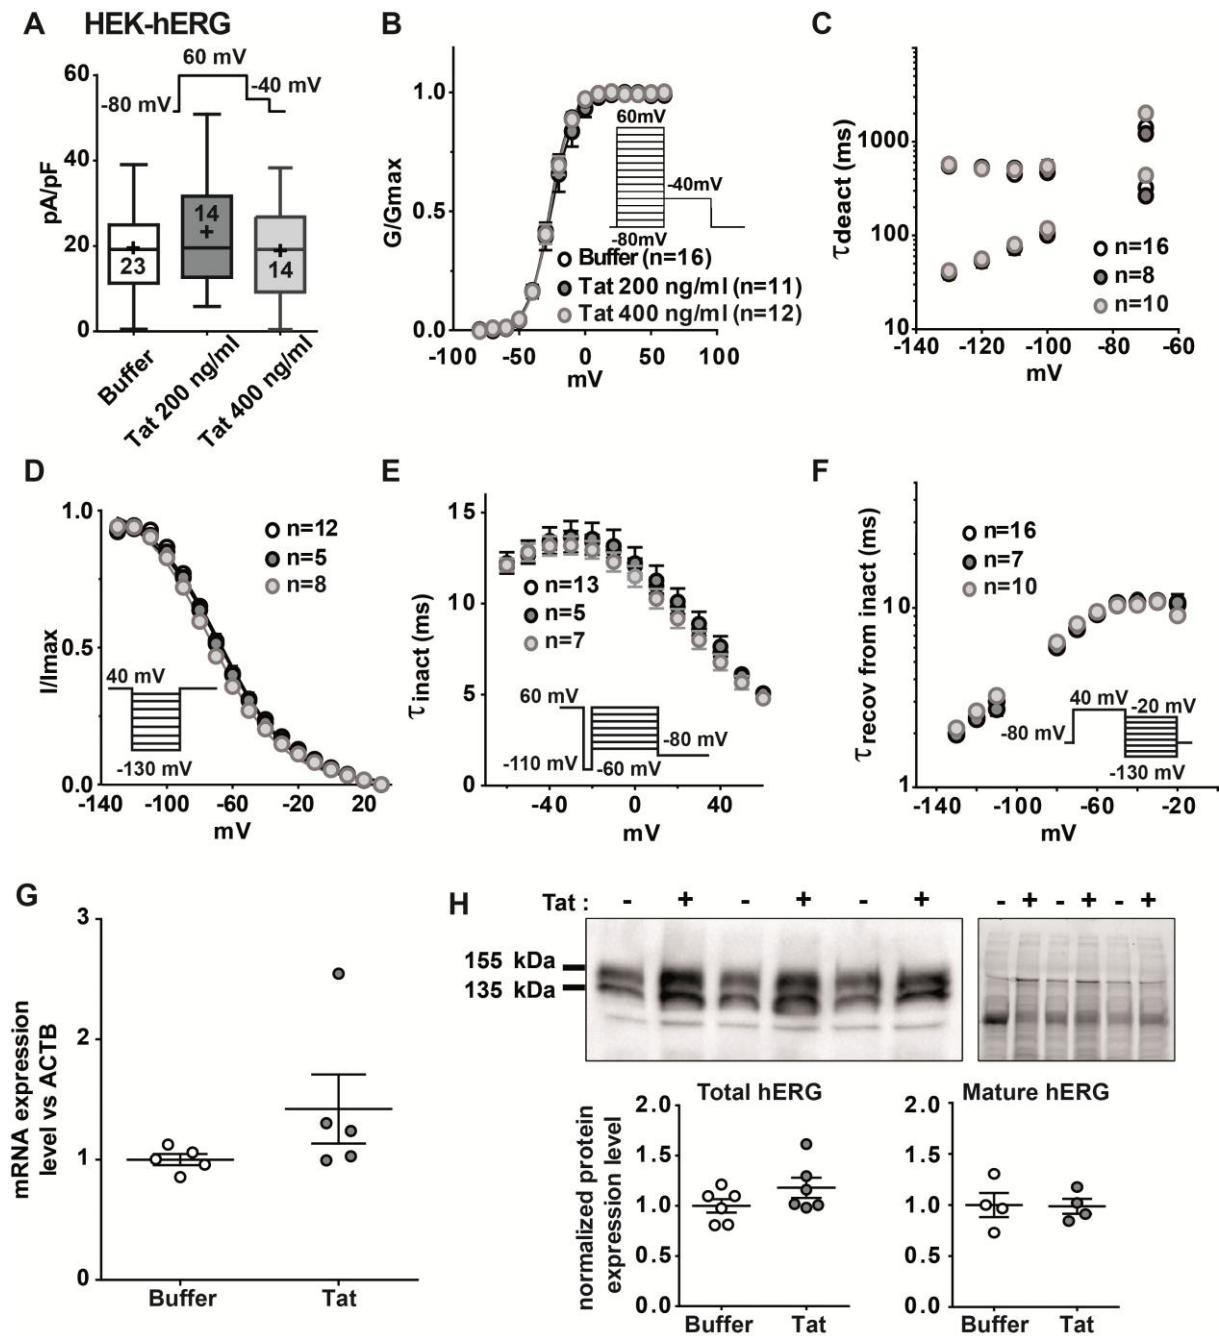 A HEK-hERG
60 mV
-80 mV
-40 mV
60
40
20
0
pA/pF
23
14
14
Buffer
Tat 200 ng/ml
Tat 400 ng/ml
B
1.0
0.5
0.0
G/Gmax
60mV
-40mV
-80mV
Buffer (n=16)
Tat 200 ng/ml (n=11)
Tat 400 ng/ml (n=12)
-100 -50 0 50 100
mV
C
1000
100
10
τdeact (ms)
n=16
n=8
n=10
-140 -120 -100 -80 -60
mV
D
1.0
0.5
0.0
I/Imax
n=12
n=5
n=8
40 mV
-130 mV
-140 -100 -60 -20 20
mV
E
15
10
5
0
τinact (ms)
n=13
n=5
n=7
60 mV
-80 mV
-110 mV
-60 mV
-40 0 40
mV
F
10
1
τrecov from inact (ms)
n=16
n=7
n=10
40 mV
-20 mV
-80 mV
-130 mV
-140 -100 -60 -20
mV
G
3
2
1
0
mRNA expression
level vs ACTB
Buffer Tat
H
Tat : - + - + - + - + - + - +
155 kDa
135 kDa
Total hERG
2.0
1.5
1.0
0.5
0.0
normalized protein
expression level
Buffer Tat
Mature hERG
2.0
1.5
1.0
0.5
0.0
Buffer Tat